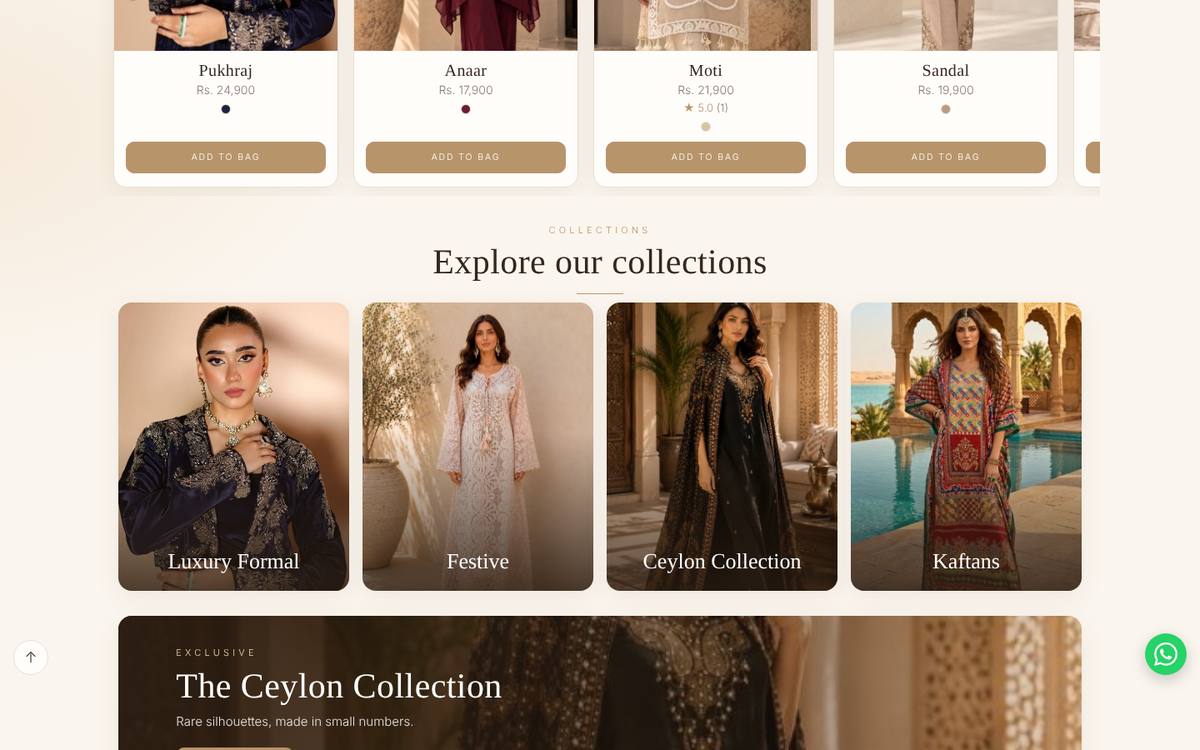 Pukhraj
Rs. 24,900
ADD TO BAG
Anaar
Rs. 17,900
ADD TO BAG
Moti
Rs. 21,900
★ 5.0 (1)
ADD TO BAG
Sandal
Rs. 19,900
ADD TO BAG
COLLECTIONS
Explore our collections
Luxury Formal
Festive
Ceylon Collection
Kaftans
EXCLUSIVE
The Ceylon Collection
Rare silhouettes, made in small numbers.